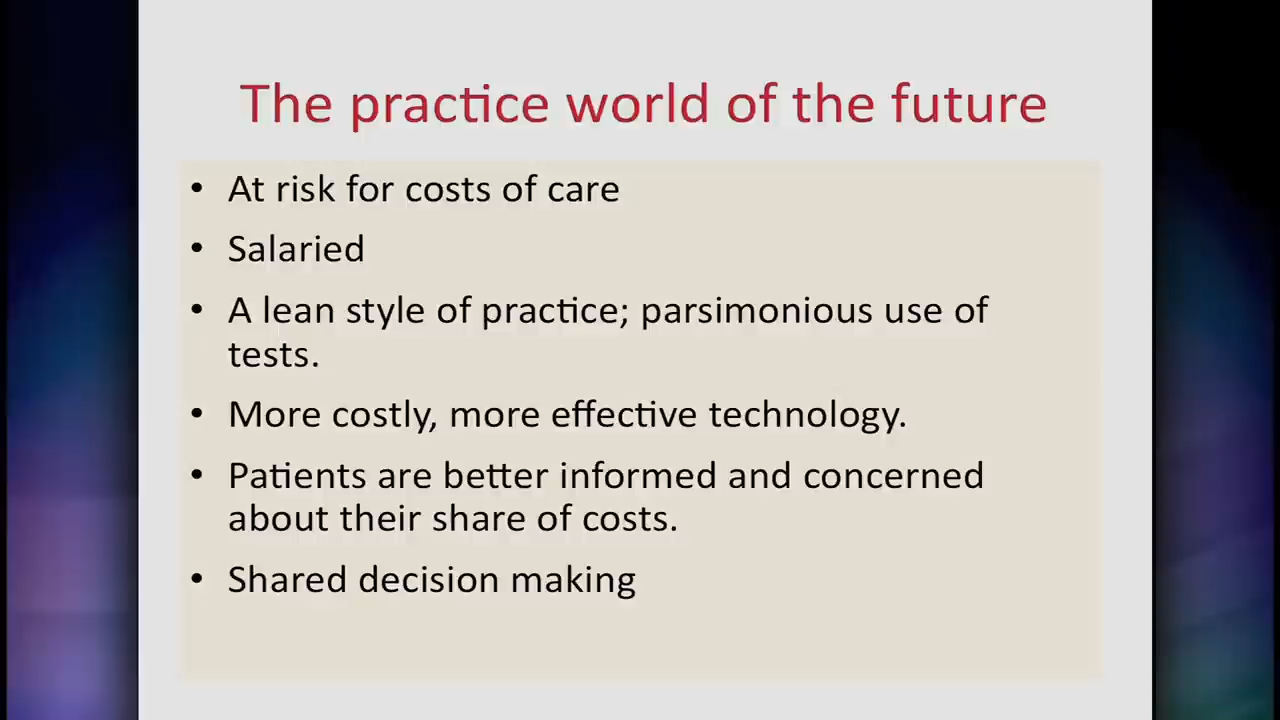 The practice world of the future
• At risk for costs of care
• Salaried
• A lean style of practice; parsimonious use of
tests.
• More costly, more effective technology.
• Patients are better informed and concerned
about their share of costs.
• Shared decision making